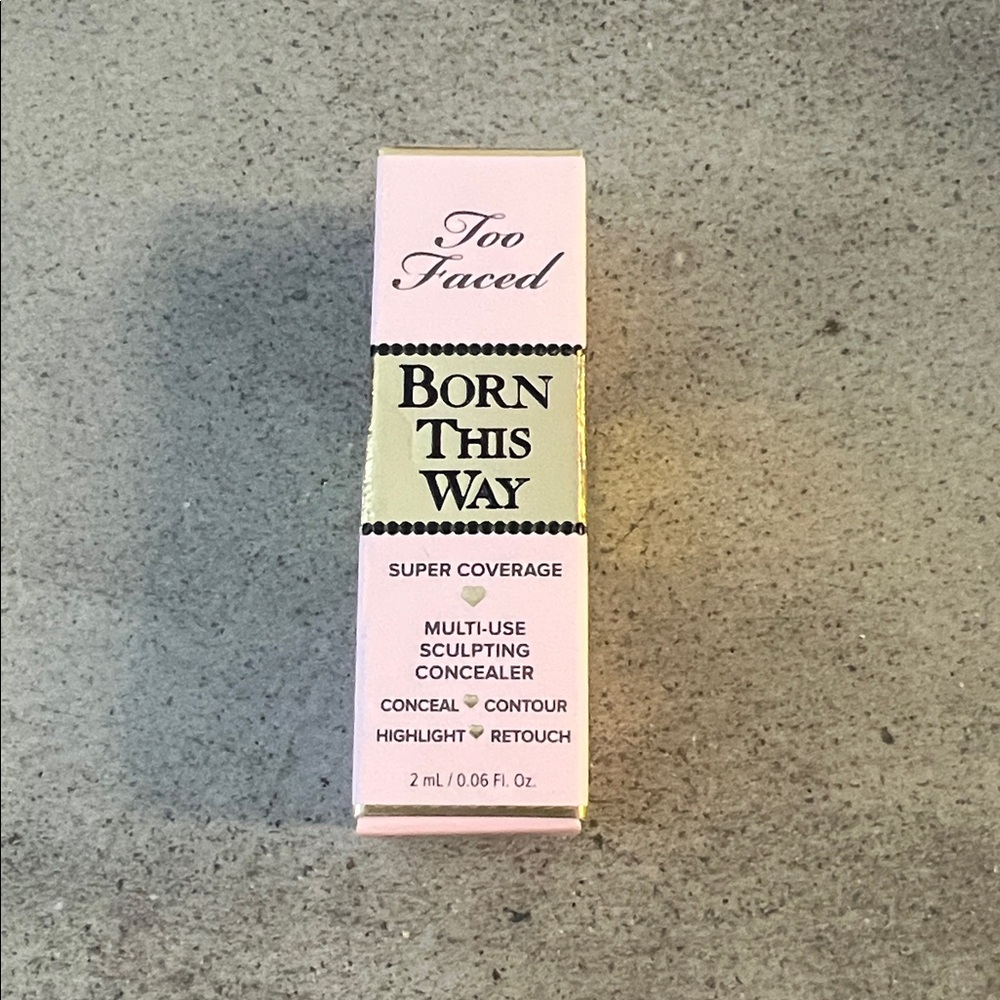 Too
Faced
BORN
THIS
WAY
SUPER COVERAGE
MULTI-USE
SCULPTING
CONCEALER
CONCEAL CONTOUR
HIGHLIGHT RETOUCH
2 mL / 0.06 Fl. Oz.